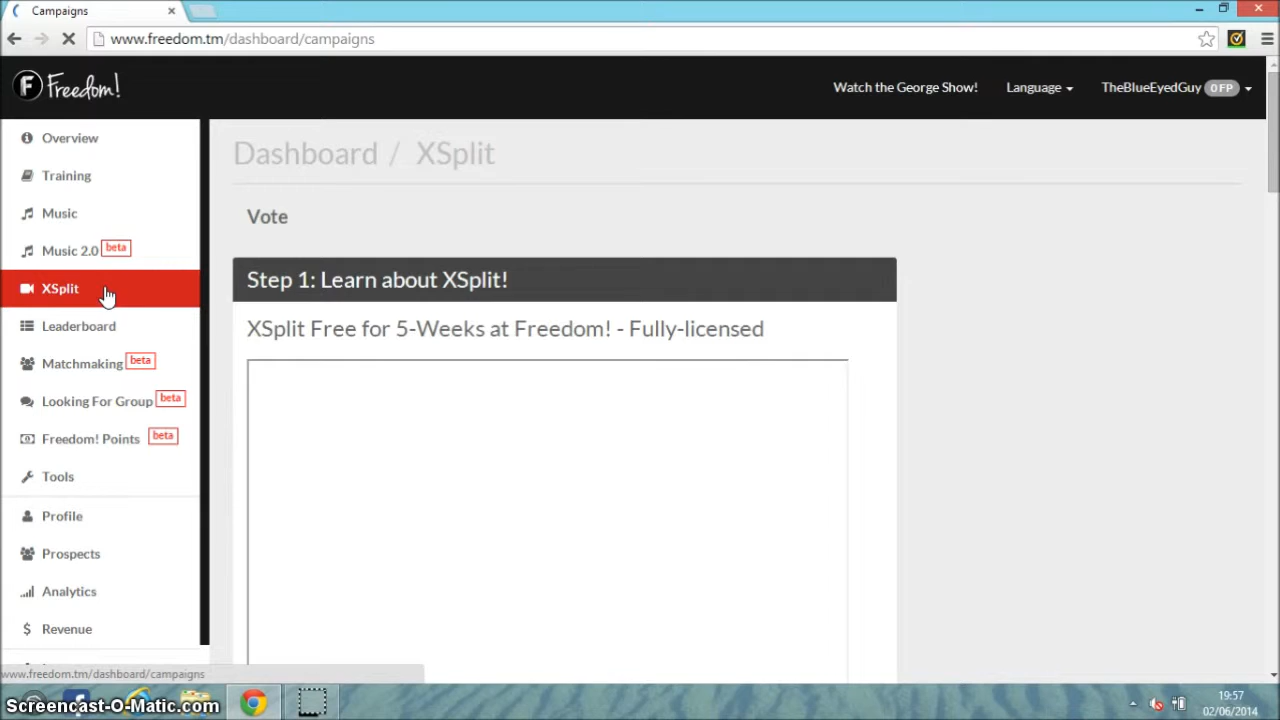 Campaigns
www.freedom.tm/dashboard/campaigns
F Freedom!
Watch the George Show!
Language
TheBlueEyedGuy 0FP
Overview
Training
Music
Music 2.0 beta
XSplit
Leaderboard
Matchmaking beta
Looking For Group beta
Freedom! Points beta
Tools
Profile
Prospects
Analytics
Revenue
Dashboard / XSplit
Vote
Step 1: Learn about XSplit!
XSplit Free for 5-Weeks at Freedom! - Fully-licensed
www.freedom.tm/dashboard/campaigns
Screencast-O-Matic.com
19:57
02/06/2014